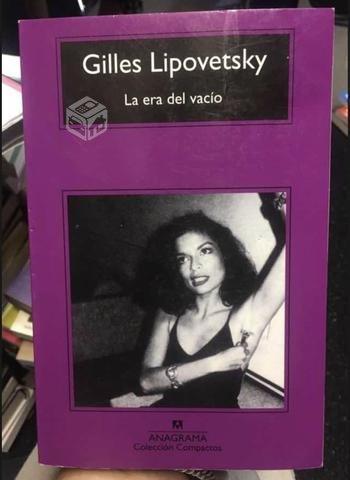 Gilles Lipovetsky
La era del vacío
ANAGRAMA
Colección Compactos